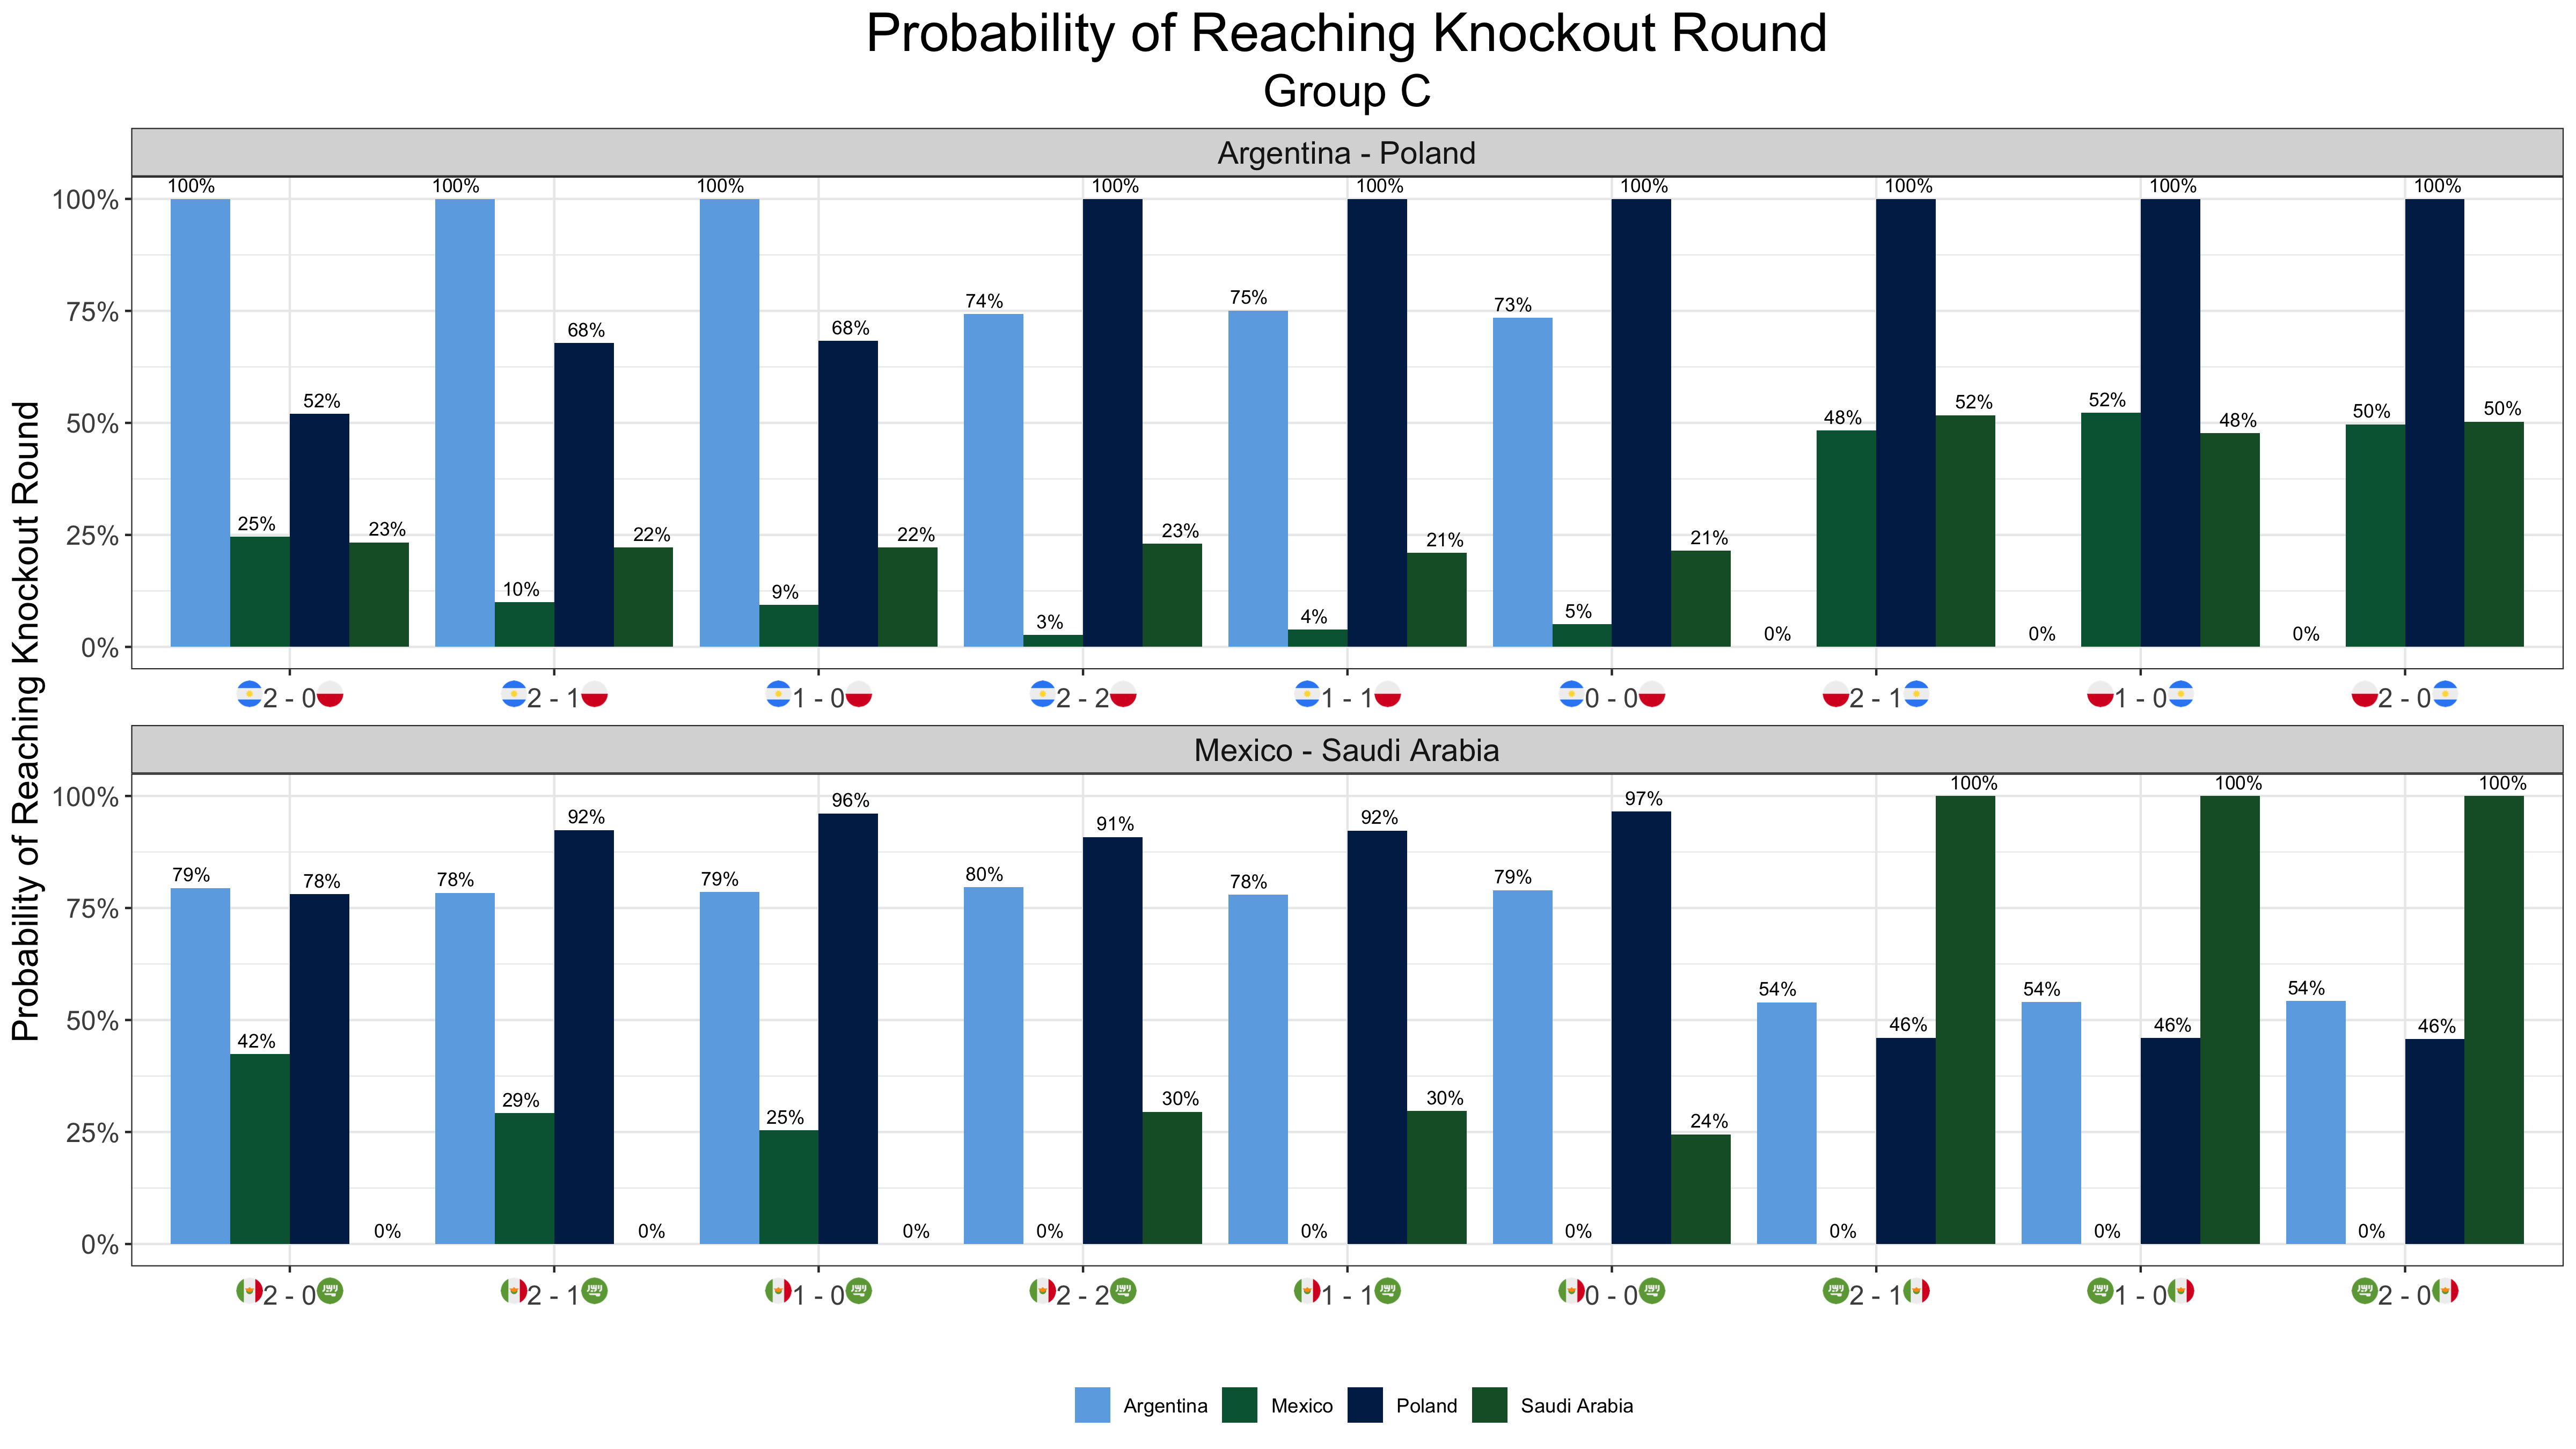 Probability of Reaching Knockout Round
Group C
Probability of Reaching Knockout Round
Argentina - Poland
100% 100% 100% 100% 100% 100% 100% 100% 100%
100%
75%
50%
25%
0%
25% 52% 23%
10% 68% 22%
9% 68% 22%
74% 3% 23%
75% 4% 21%
73% 5% 21%
0% 48% 52%
0% 52% 48%
0% 50% 50%
2 - 0 2 - 1 1 - 0 2 - 2 1 - 1 0 - 0 2 - 1 1 - 0 2 - 0
Mexico - Saudi Arabia
100%
75%
50%
25%
0%
79% 42% 78% 0%
78% 29% 92% 0%
79% 25% 96% 0%
80% 0% 91% 30%
78% 0% 92% 30%
79% 0% 97% 24%
54% 0% 46% 100%
54% 0% 46% 100%
54% 0% 46% 100%
2 - 0 2 - 1 1 - 0 2 - 2 1 - 1 0 - 0 2 - 1 1 - 0 2 - 0
Argentina Mexico Poland Saudi Arabia